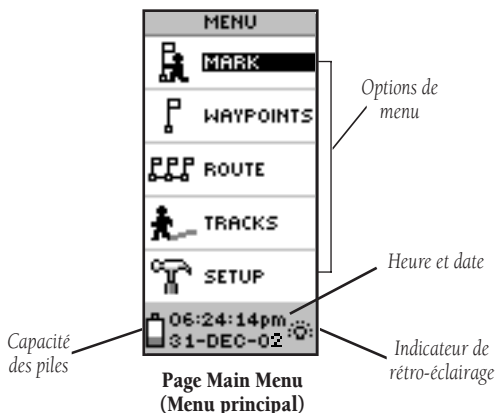 MENU
MARK
WAYPOINTS
ROUTE
TRACKS
SETUP
06:24:14pm
31-DEC-02
Options de
menu
Heure et date
Capacité
des piles
Indicateur de
rétro-éclairage
Page Main Menu
(Menu principal)